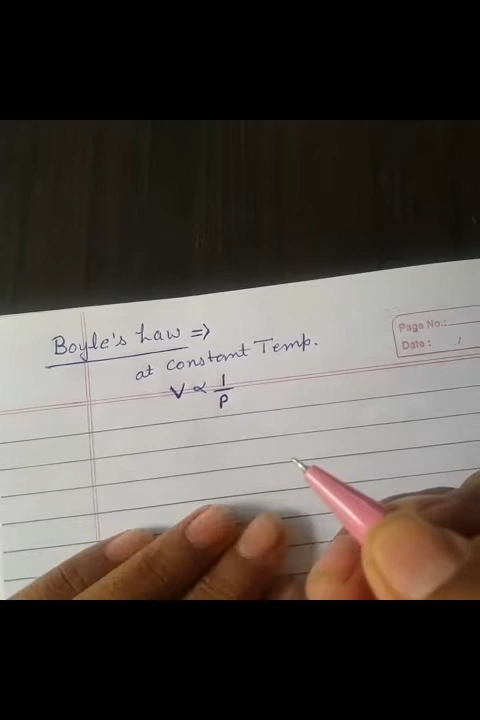 Boyle's Law ⇒
at constant Temp.
V ∝ 1/P
Page No.:
Date :